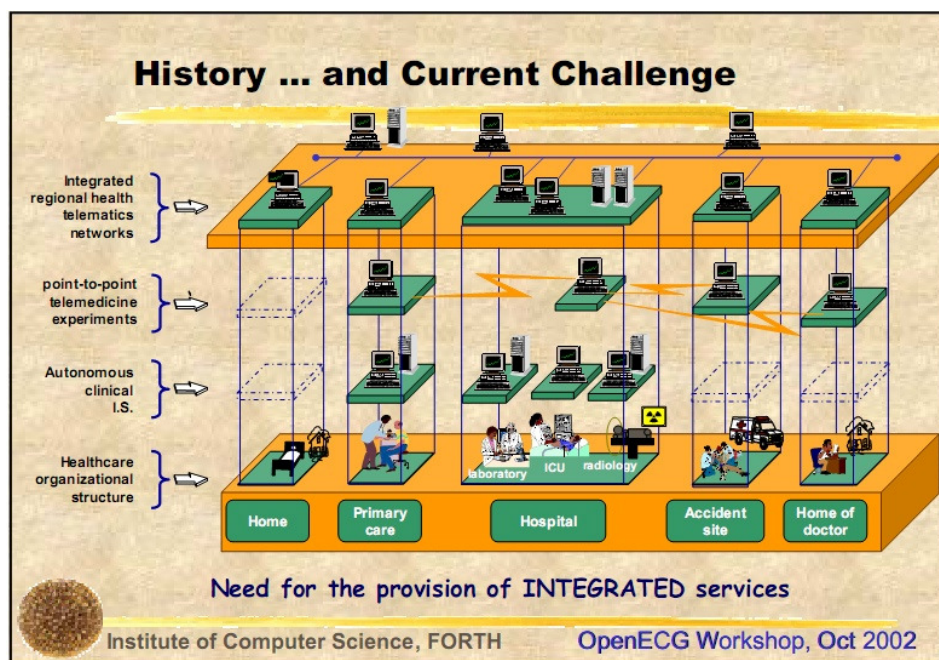 History ... and Current Challenge
Integrated
regional health
telematics
networks
point-to-point
telemedicine
experiments
Autonomous
clinical
I.S.
Healthcare
organizational
structure
laboratory
ICU
radiology
Home
Primary
care
Hospital
Accident
site
Home of
doctor
Need for the provision of INTEGRATED services
Institute of Computer Science, FORTH
OpenECG Workshop, Oct 2002